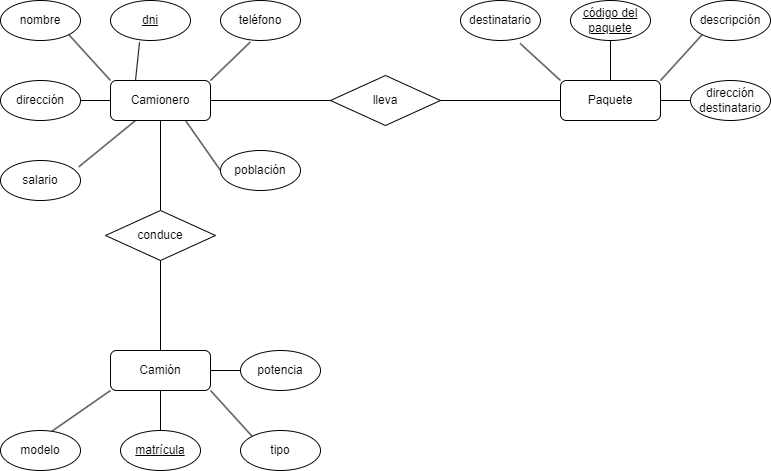 nombre
dni
teléfono
destinatario
código del
paquete
descripción
dirección
Camionero
lleva
Paquete
dirección
destinatario
salario
población
conduce
Camión
potencia
modelo
matrícula
tipo